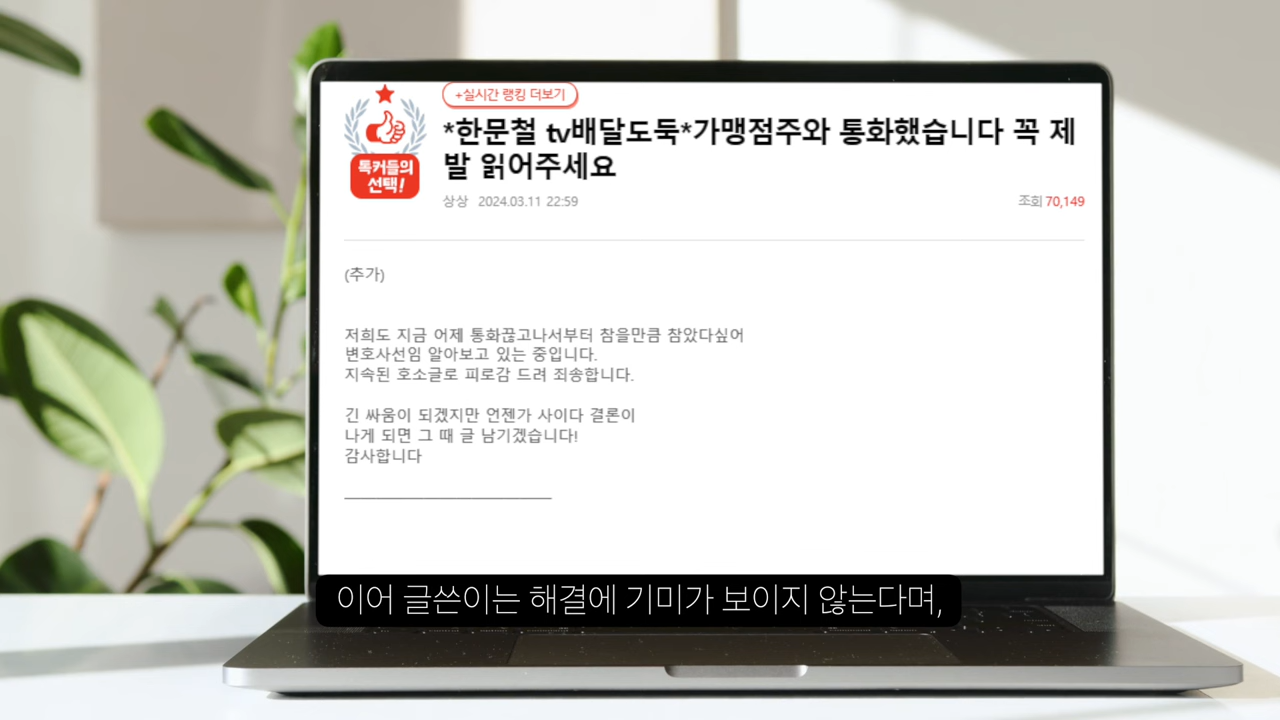 +실시간 랭킹 더보기
톡커들의
선택!
*한문철 tv배달도둑*가맹점주와 통화했습니다 꼭 제
발 읽어주세요
상상 2024.03.11 22:59
조회 70,149
(추가)
저희도 지금 어제 통화끊고나서부터 참을만큼 참았다싶어
변호사선임 알아보고 있는 중입니다.
지속된 호소글로 피로감 드려 죄송합니다.
긴 싸움이 되겠지만 언젠가 사이다 결론이
나게 되면 그 때 글 남기겠습니다!
감사합니다
이어 글쓴이는 해결에 기미가 보이지 않는다며,